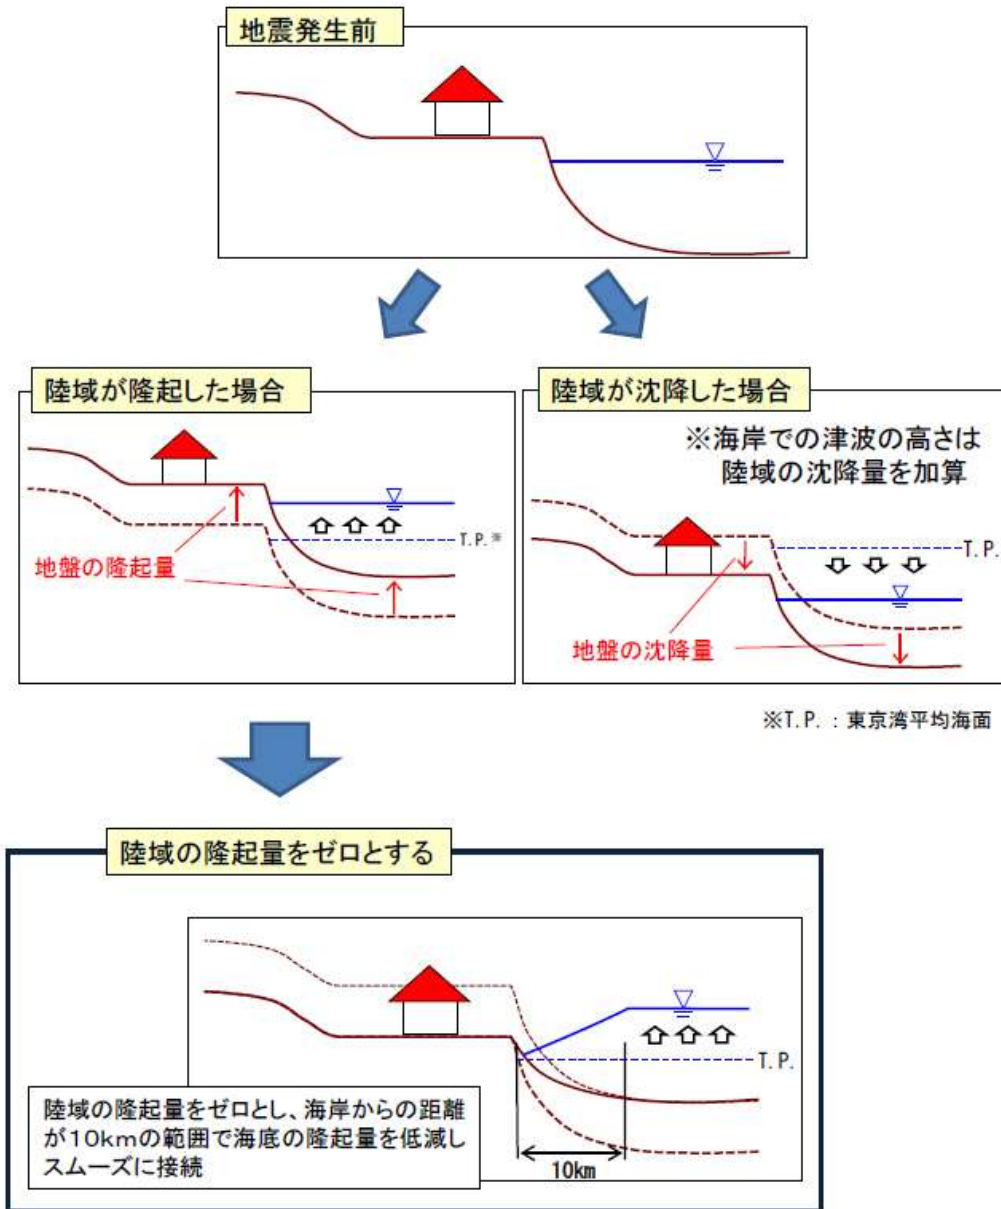 地震発生前
陸域が隆起した場合
T.P.※
地盤の隆起量
陸域が沈降した場合
※海岸での津波の高さは
陸域の沈降量を加算
T.P.
地盤の沈降量
※T.P. : 東京湾平均海面
陸域の隆起量をゼロとする
T.P.
陸域の隆起量をゼロとし、海岸からの距離
が10kmの範囲で海底の隆起量を低減し
スムーズに接続
10km